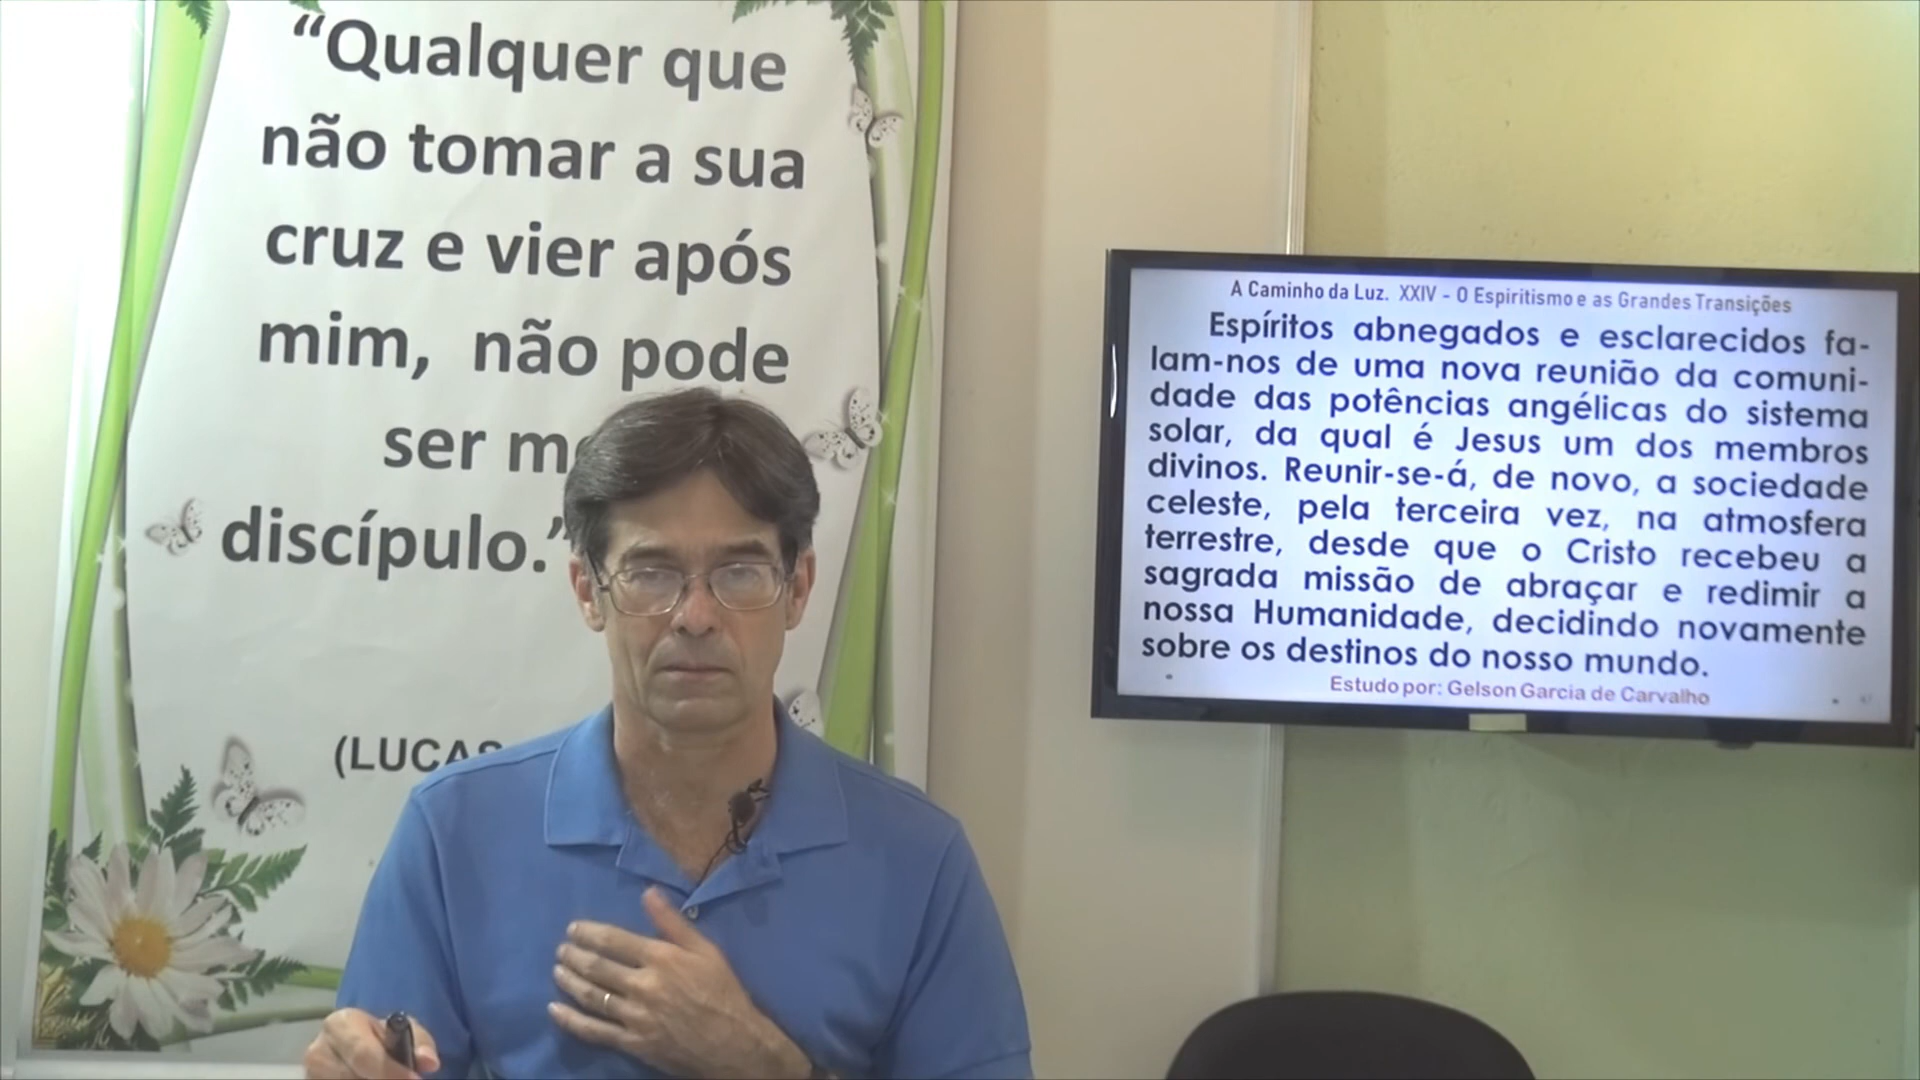 “Qualquer que
não tomar a sua
cruz e vier após
mim, não pode
ser
discípulo.”
(LUCAS
A Caminho da Luz. XXIV - O Espiritismo e as Grandes Transições
Espíritos abnegados e esclarecidos fa-
lam-nos de uma nova reunião da comuni-
dade das potências angélicas do sistema
solar, da qual é Jesus um dos membros
divinos. Reunir-se-á, de novo, a sociedade
celeste, pela terceira vez, na atmosfera
terrestre, desde que o Cristo recebeu a
sagrada missão de abraçar e redimir a
nossa Humanidade, decidindo novamente
sobre os destinos do nosso mundo.
Estudo por: Gelson Garcia de Carvalho